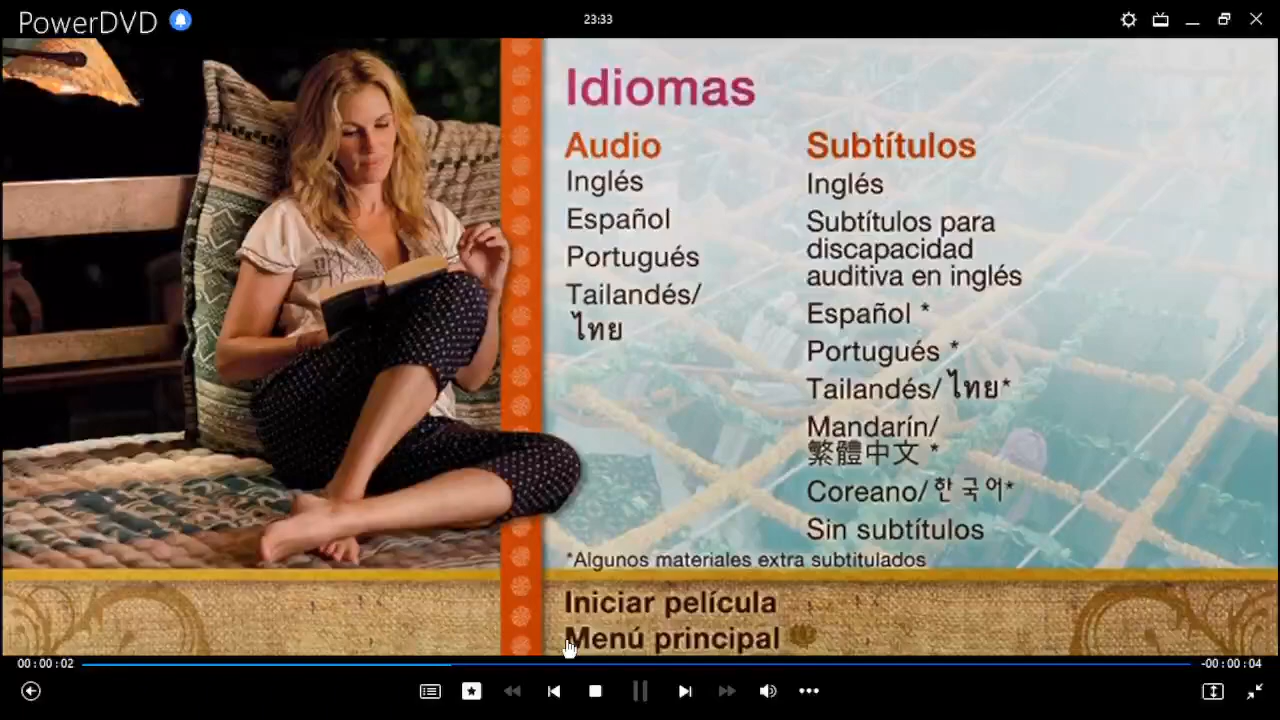 PowerDVD
23:33
Idiomas
Audio
Inglés
Español
Portugués
Tailandés/
ไทย
Subtítulos
Inglés
Subtítulos para
discapacidad
auditiva en inglés
Español *
Portugués *
Tailandés/ ไทย*
Mandarín/
繁體中文 *
Coreano/ 한국어*
Sin subtítulos
*Algunos materiales extra subtitulados
Iniciar película
Menú principal
00:00:02
-00:00:04